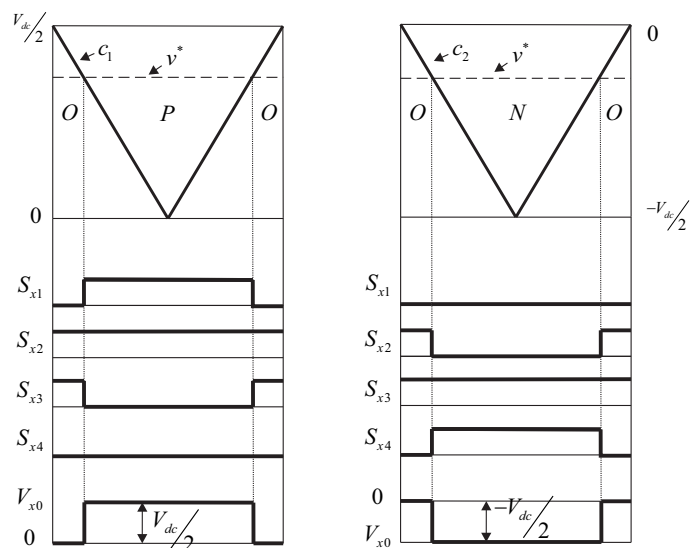 V_dc/2
c_1
v*
O
P
O
0
S_x1
S_x2
S_x3
S_x4
V_x0
0
V_dc/2
0
c_2
v*
O
N
O
-V_dc/2
S_x1
S_x2
S_x3
S_x4
0
V_x0
-V_dc/2